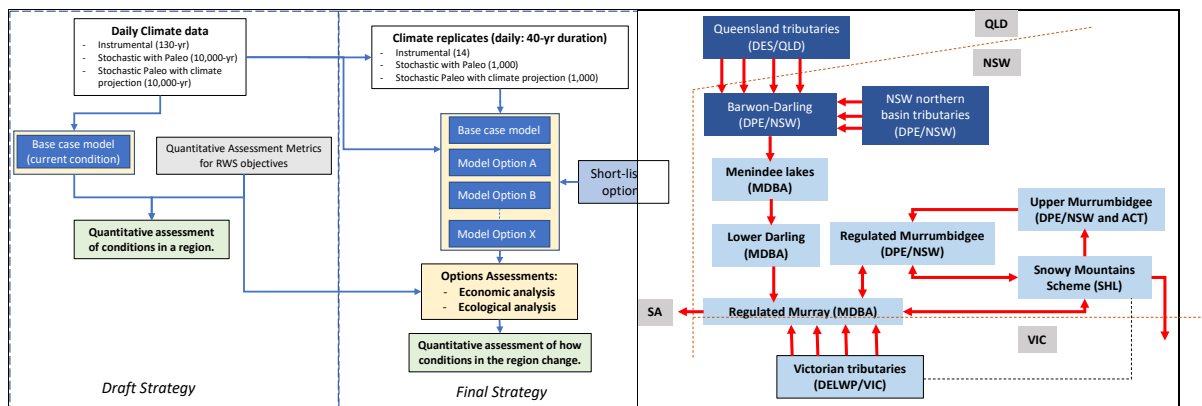 Daily Climate data
- Instrumental (130-yr)
- Stochastic with Paleo (10,000-yr)
- Stochastic Paleo with climate
projection (10,000-yr)
Base case model
(current condition)
Quantitative Assessment Metrics
for RWS objectives
Quantitative assessment
of conditions in a region.
Draft Strategy
Climate replicates (daily: 40-yr duration)
- Instrumental (14)
- Stochastic with Paleo (1,000)
- Stochastic Paleo with climate projection (1,000)
Base case model
Model Option A
Model Option B
Model Option X
Short-lis
option
Options Assessments:
- Economic analysis
- Ecological analysis
Quantitative assessment of how
conditions in the region change.
Final Strategy
Queensland tributaries
(DES/QLD)
QLD
NSW
Barwon-Darling
(DPE/NSW)
NSW northern
basin tributaries
(DPE/NSW)
Menindee lakes
(MDBA)
Upper Murrumbidgee
(DPE/NSW and ACT)
Lower Darling
(MDBA)
Regulated Murrumbidgee
(DPE/NSW)
Snowy Mountains
Scheme (SHL)
SA
Regulated Murray (MDBA)
VIC
Victorian tributaries
(DELWP/VIC)